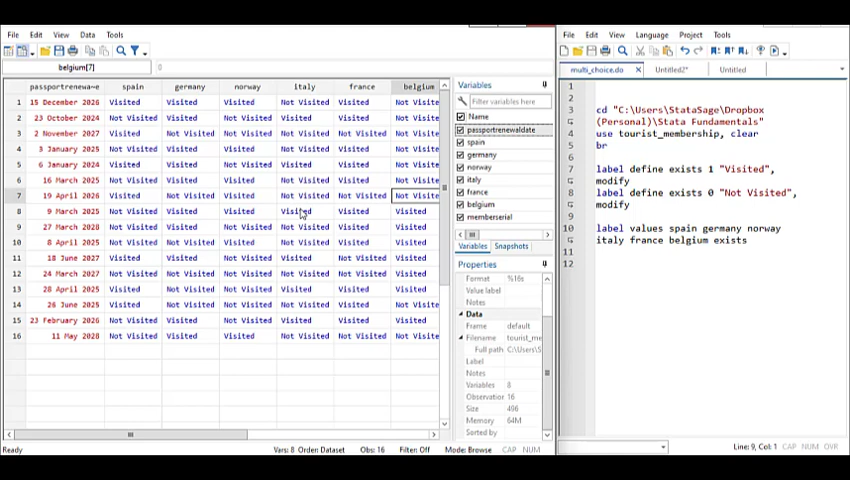 File Edit View Data Tools
belgium[7]
passportrenewa~e spain germany norway italy france belgium
1 15 December 2026 Visited Visited Visited Not Visited Visited Not Visite
2 23 October 2024 Not Visited Visited Not Visited Visited Visited Not Visite
3 2 November 2027 Visited Not Visited Visited Not Visited Not Visited Not Visite
4 3 January 2025 Not Visited Visited Visited Not Visited Visited Not Visite
5 6 January 2024 Visited Visited Not Visited Visited Visited Not Visite
6 16 March 2025 Not Visited Visited Not Visited Not Visited Visited Not Visite
7 19 April 2026 Visited Not Visited Visited Not Visited Not Visited Not Visite
8 9 March 2025 Not Visited Visited Visited Visited Visited Visited
9 27 March 2028 Not Visited Visited Not Visited Not Visited Visited Visited
10 8 April 2025 Not Visited Visited Not Visited Not Visited Visited Visited
11 18 June 2027 Visited Not Visited Not Visited Visited Visited Visited
12 24 March 2027 Not Visited Visited Not Visited Not Visited Visited Visited
13 28 April 2025 Visited Visited Not Visited Visited Visited Visited
14 26 June 2025 Visited Not Visited Not Visited Not Visited Visited Not Visite
15 23 February 2026 Not Visited Visited Not Visited Visited Visited Visited
16 11 May 2028 Not Visited Visited Visited Not Visited Visited Not Visite
Variables
Filter variables here
Name
passportrenewaldate
spain
germany
norway
italy
france
belgium
memberserial
Variables Snapshots
Properties
Format %16s
Value label
Notes
Data
Frame default
Filename tourist_me
Full path C:\Users\S
Label
Notes
Variables 8
Observation 16
Size 496
Memory 64M
Sorted by
Ready Vars: 8 Order: Dataset Obs: 16 Filter: Off Mode: Browse CAP NUM
File Edit View Language Project Tools
multi_choice.do Untitled2* Untitled
1
2
3 cd "C:\Users\StataSage\Dropbox
(Personal)\Stata Fundamentals"
4 use tourist_membership, clear
5 br
6
7 label define exists 1 "Visited",
modify
8 label define exists 0 "Not Visited",
modify
9
10 label values spain germany norway
italy france belgium exists
11
12
Line: 9, Col: 1 CAP NUM OVR